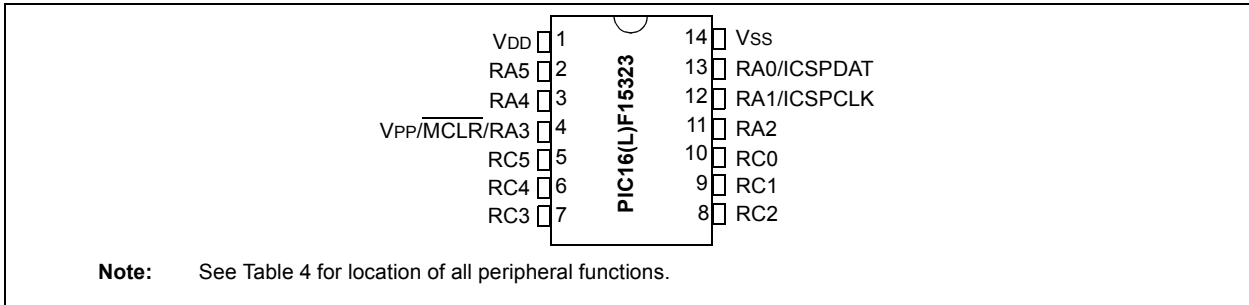 VDD 1 14 VSS
RA5 2 13 RA0/ICSPDAT
RA4 3 12 RA1/ICSPCLK
VPP/MCLR/RA3 4 11 RA2
RC5 5 10 RC0
RC4 6 9 RC1
RC3 7 8 RC2
PIC16(L)F15323
Note: See Table 4 for location of all peripheral functions.